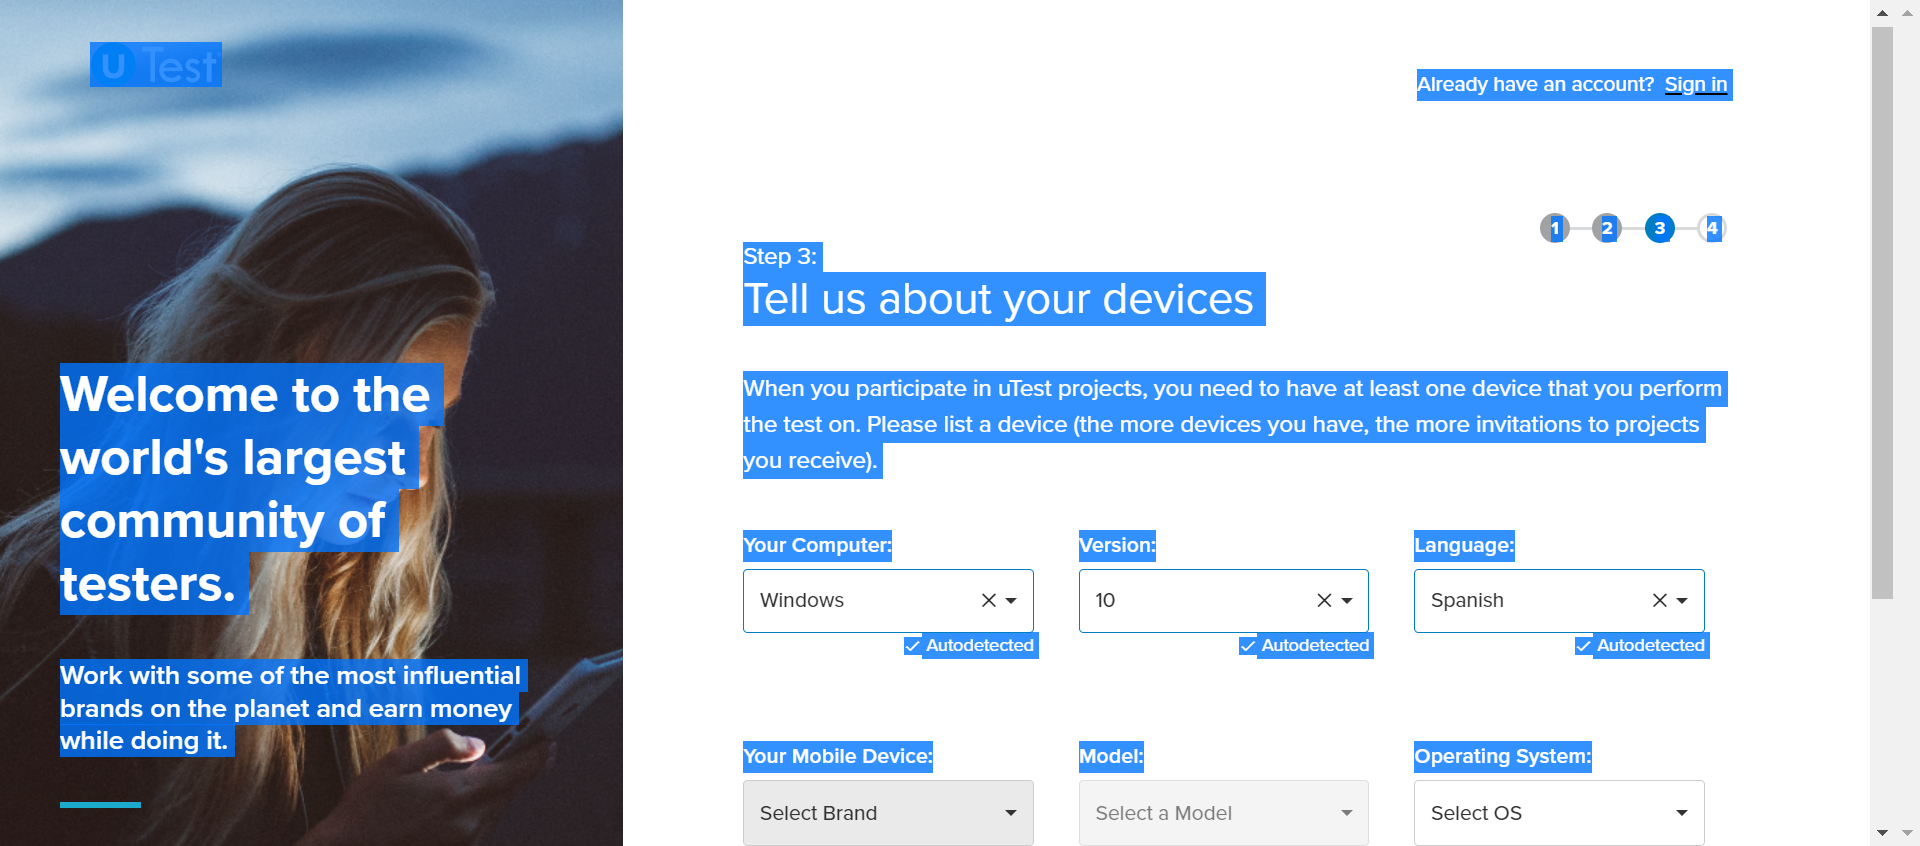 u Test
Already have an account? Sign in
1 2 3 4
Step 3:
Tell us about your devices
When you participate in uTest projects, you need to have at least one device that you perform
the test on. Please list a device (the more devices you have, the more invitations to projects
you receive).
Welcome to the
world's largest
community of
testers.
Work with some of the most influential
brands on the planet and earn money
while doing it.
Your Computer: Version: Language:
Windows 10 Spanish
Autodetected Autodetected Autodetected
Your Mobile Device: Model: Operating System:
Select Brand Select a Model Select OS